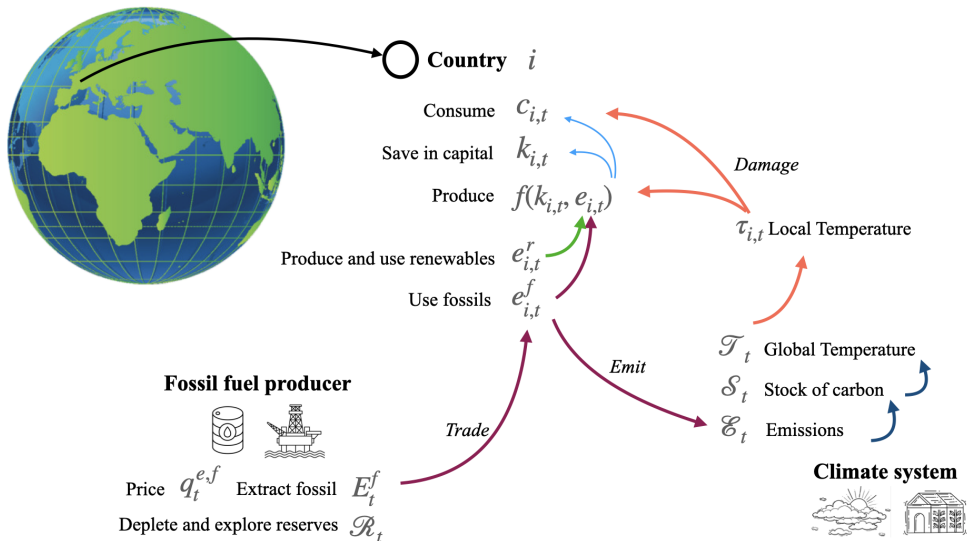 Country i
Consume c_{i,t}
Save in capital k_{i,t}
Produce f(k_{i,t}, e_{i,t})
Produce and use renewables e^r_{i,t}
Use fossils e^f_{i,t}
Damage
τ_{i,t} Local Temperature
𝒯_t Global Temperature
𝒮_t Stock of carbon
ℰ_t Emissions
Climate system
Emit
Trade
Fossil fuel producer
Price q^{e,f}_t Extract fossil E^f_t
Deplete and explore reserves ℛ_t